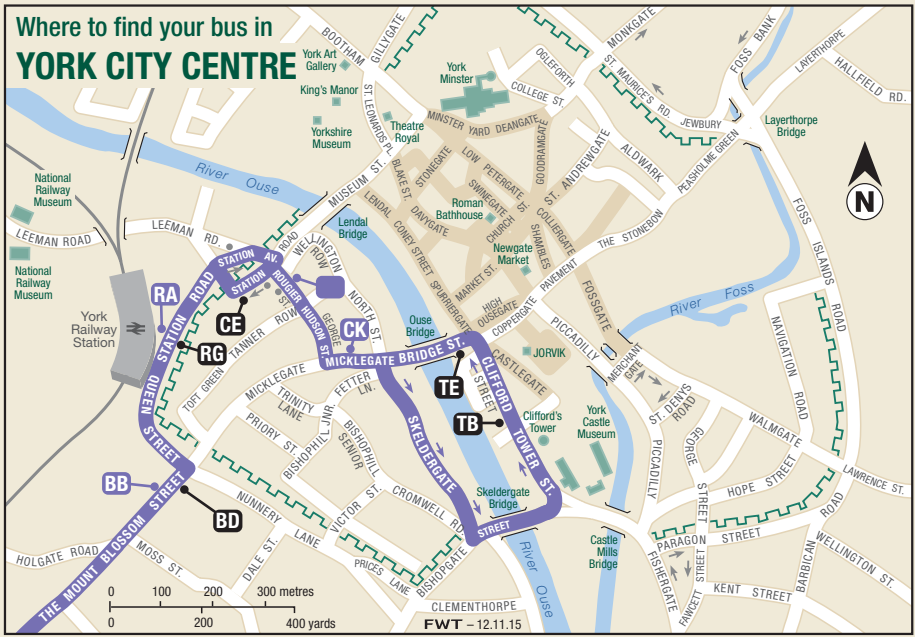 Where to find your bus in
YORK CITY CENTRE
BOOTHAM
GILLYGATE
York Art
Gallery
King's Manor
Yorkshire
Museum
ST. LEONARDS PL.
Theatre
Royal
York
Minster
OGLEFORTH
COLLEGE ST.
MONKGATE
ST. MAURICE'S RD.
JEWBURY
FOSS BANK
LAYERTHORPE
HALLFIELD RD.
Layerthorpe
Bridge
PEASHOLME GREEN
ALDWARK
ST. ANDREWGATE
GOODRAMGATE
MINSTER YARD
DEANGATE
LOW
PETERGATE
STONEGATE
BLAKE ST.
SWINEGATE
CHURCH ST.
Roman
Bathhouse
DAVYGATE
LENDAL
CONEY STREET
MUSEUM ST.
Lendal
Bridge
River Ouse
National
Railway
Museum
LEEMAN ROAD
LEEMAN RD.
National
Railway
Museum
Newgate
Market
SHAMBLES
COLLIERGATE
THE STONEBOW
PAVEMENT
FOSSGATE
MARKET ST.
SPURRIERGATE
HIGH
OUSEGATE
COPPERGATE
PICCADILLY
FOSS
ISLANDS
ROAD
River Foss
N
STATION AV.
STATION
ROAD
STATION ROAD
WELLINGTON
ROW
ROUGIER
ST.
HUDSON ST.
GEORGE
NORTH ST.
TANNER ROW
TOFT GREEN
RA
CE
RG
CK
York
Railway
Station
Ouse
Bridge
MICKLEGATE BRIDGE ST.
MICKLEGATE
TRINITY
LANE
PRIORY ST.
FETTER
LN.
BISHOPHILL JNR.
BISHOPHILL
SENIOR
SKELDERGATE
TE
TB
CLIFFORD
STREET
TOWER
ST.
CASTLEGATE
JORVIK
Clifford's
Tower
York
Castle
Museum
MERCHANT
GATE
ST. DENYS
ROAD
PICCADILLY
GEORGE
STREET
NAVIGATION
ROAD
WALMGATE
HOPE STREET
LAWRENCE ST.
QUEEN
STREET
BB
BD
THE MOUNT BLOSSOM STREET
NUNNERY
LANE
VICTOR ST.
CROMWELL RD.
Skeldergate
Bridge
STREET
PRICES LANE
BISHOPGATE
HOLGATE ROAD
MOSS ST.
DALE ST.
CLEMENTHORPE
River Ouse
Castle
Mills
Bridge
FISHERGATE
PARAGON STREET
FAWCETT STREET
KENT STREET
BARBICAN
ROAD
WELLINGTON ST.
0 100 200 300 metres
0 200 400 yards
FWT – 12.11.15